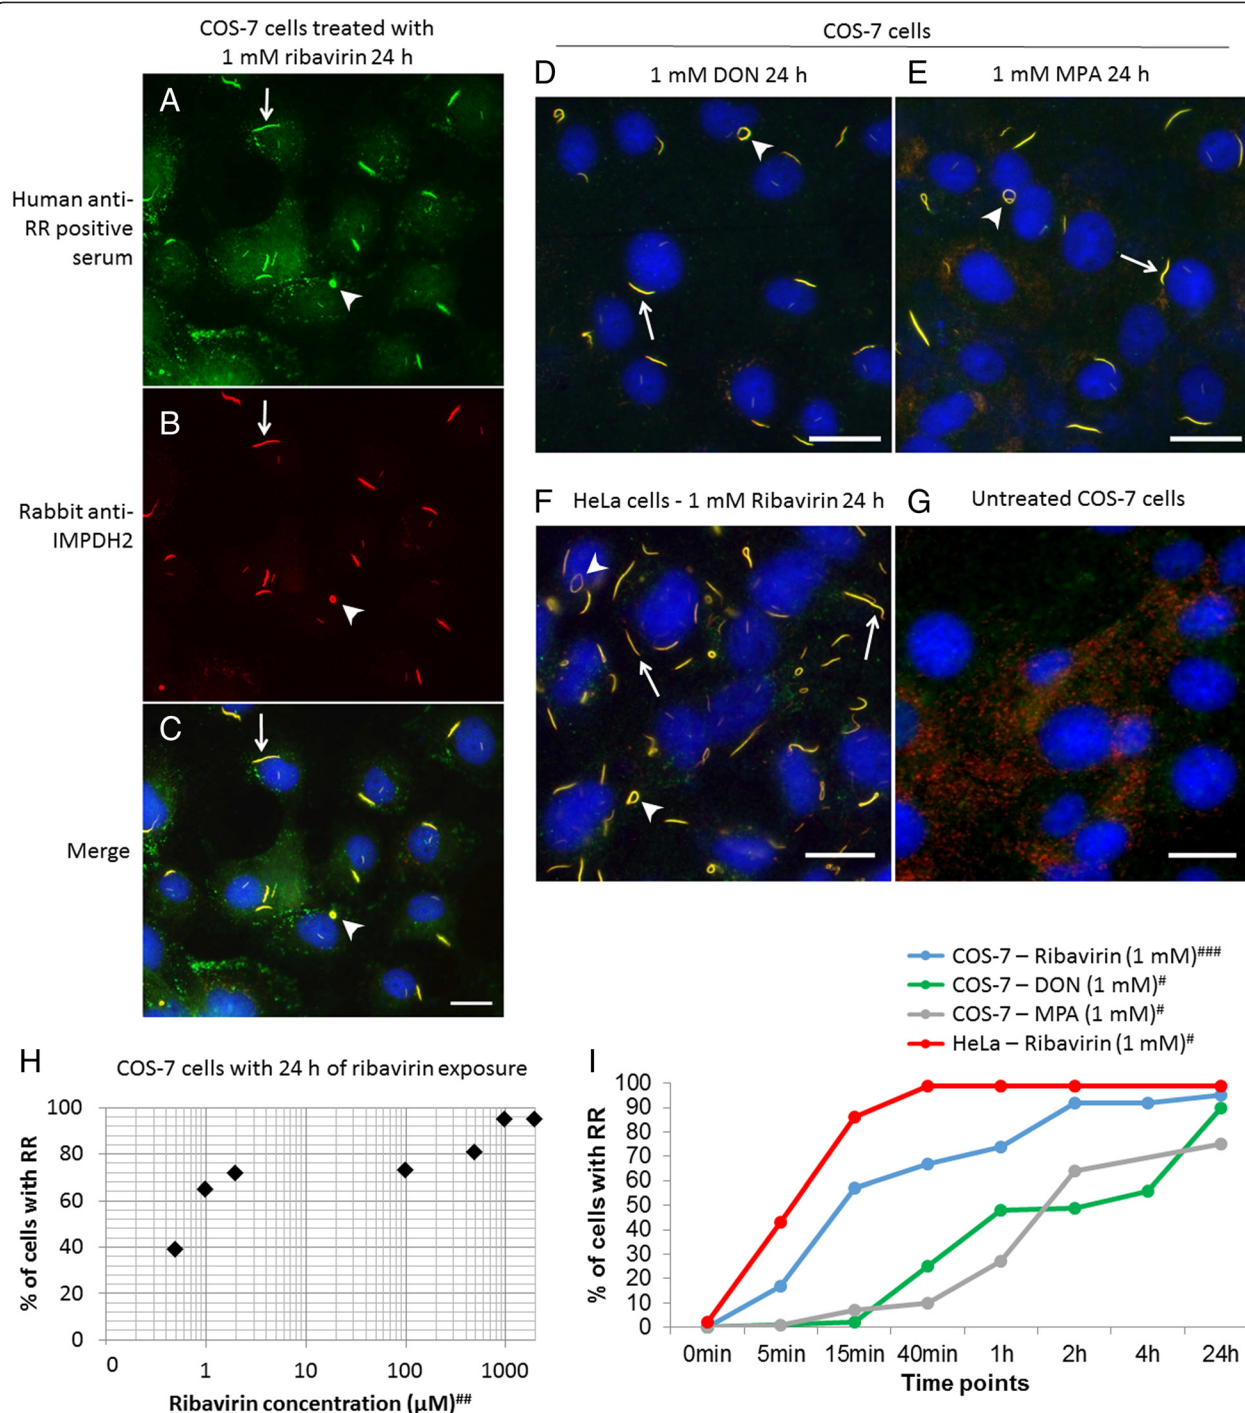 COS-7 cells treated with
1 mM ribavirin 24 h
A
Human anti-
RR positive
serum
B
Rabbit anti-
IMPDH2
C
Merge
COS-7 cells
D
1 mM DON 24 h
E
1 mM MPA 24 h
F
HeLa cells - 1 mM Ribavirin 24 h
G
Untreated COS-7 cells
H
COS-7 cells with 24 h of ribavirin exposure
% of cells with RR
100
80
60
40
20
0
0 1 10 100 1000
Ribavirin concentration (µM)##
I
COS-7 – Ribavirin (1 mM)###
COS-7 – DON (1 mM)#
COS-7 – MPA (1 mM)#
HeLa – Ribavirin (1 mM)#
% of cells with RR
100
90
80
70
60
50
40
30
20
10
0
0min 5min 15min 40min 1h 2h 4h 24h
Time points